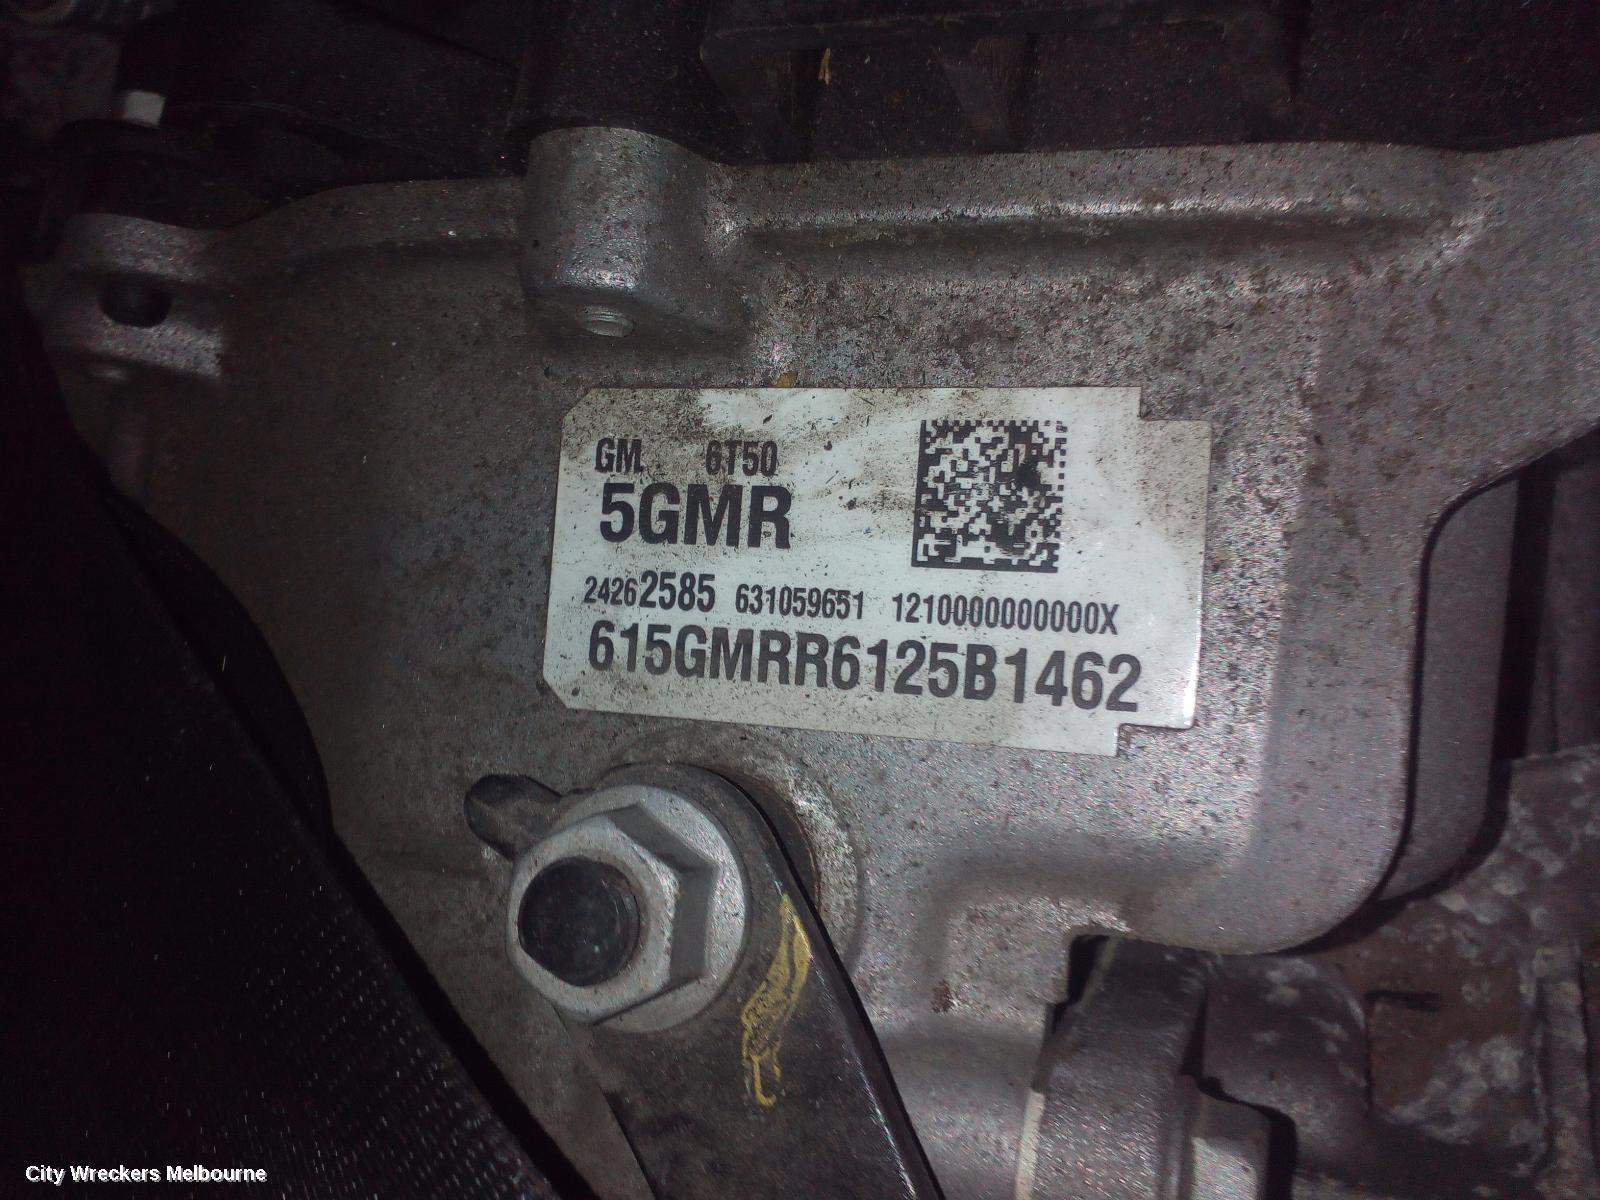 GM 6T50
5GMR
24262585 631059651 1210000000000X
615GMRR6125B1462
City Wreckers Melbourne